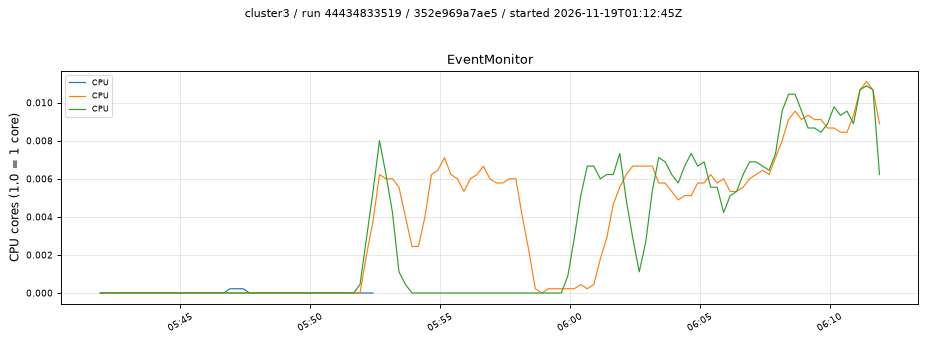 cluster3 / run 44434833519 / 352e969a7ae5 / started 2026-11-19T01:12:45Z
EventMonitor
CPU
CPU
CPU
CPU cores (1.0 = 1 core)
0.010
0.008
0.006
0.004
0.002
0.000
05:45
05:50
05:55
06:00
06:05
06:10